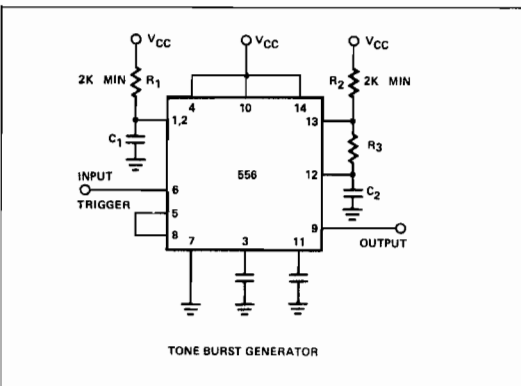 VCC VCC VCC
2K MIN R1 R2 2K MIN
4 10 14
1,2 13
C1 R3
556 12
INPUT
6 C2
TRIGGER
5
8 9
OUTPUT
7 3 11
TONE BURST GENERATOR